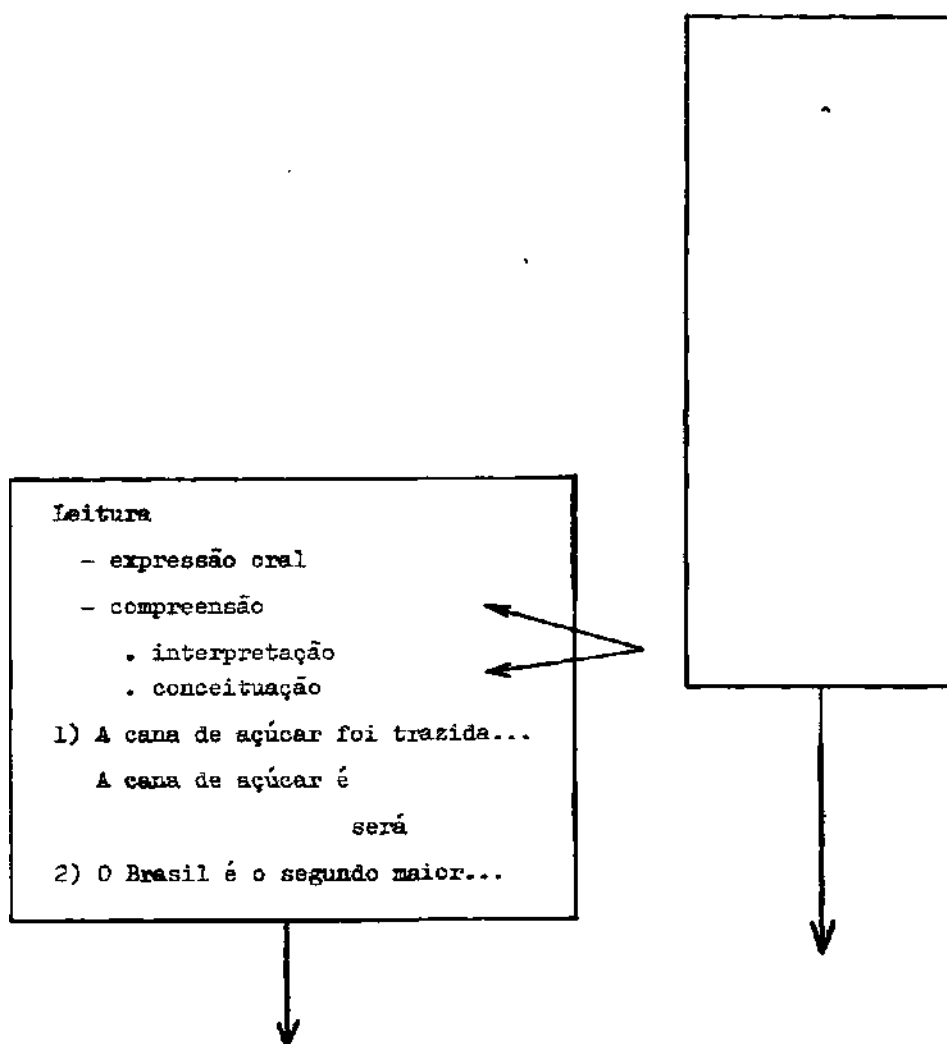 Leitura
- expressão oral
- compreensão
. interpretação
. conceituação
1) A cana de açúcar foi trazida...
A cana de açúcar é
será
2) O Brasil é o segundo maior...